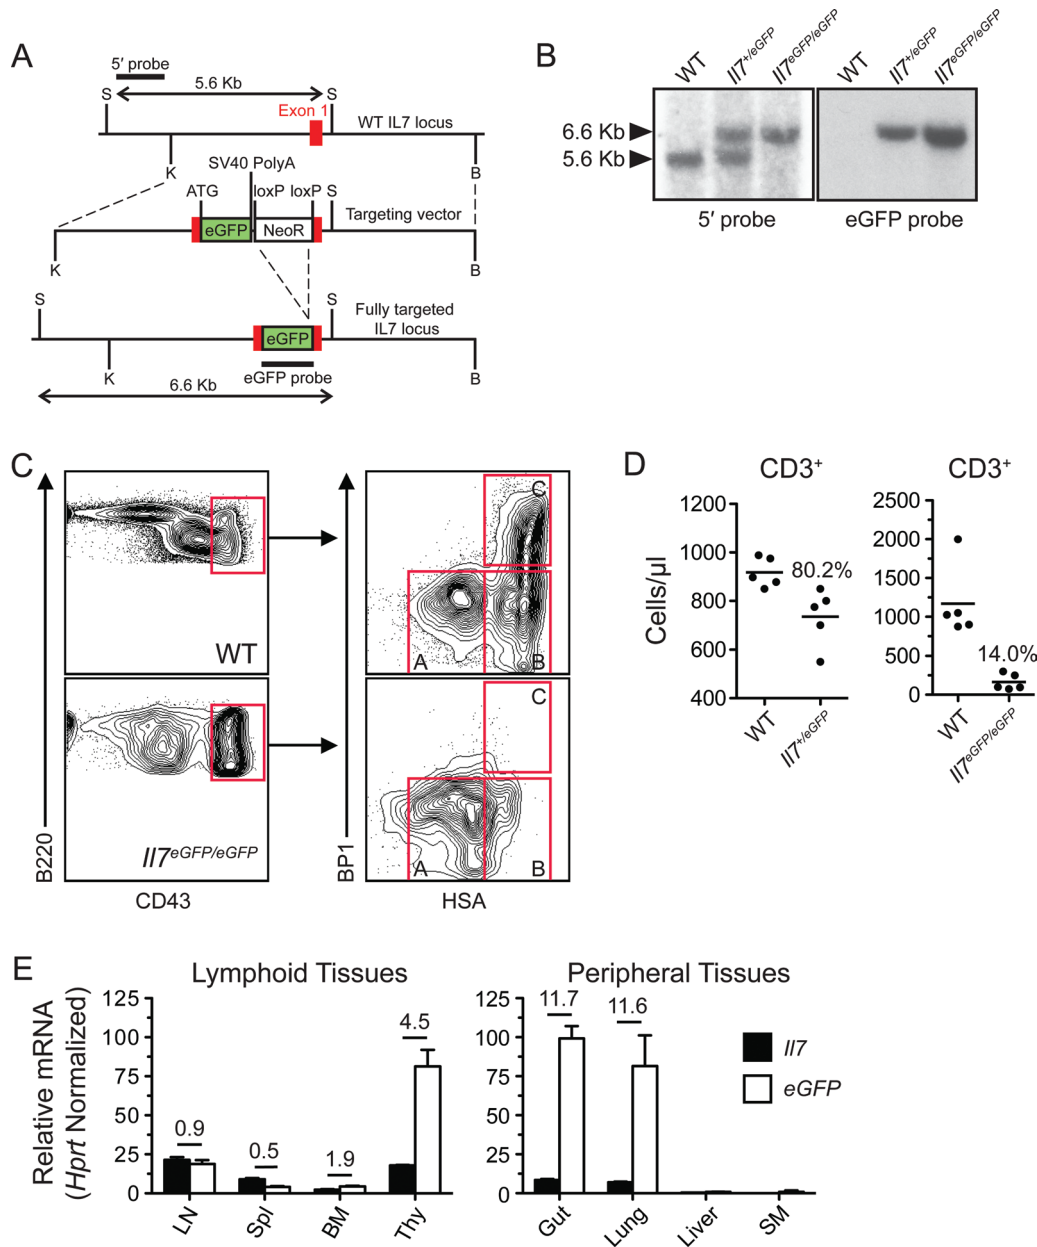 A
5′ probe
S
5.6 Kb
S
Exon 1
WT IL7 locus
K
B
SV40 PolyA
ATG
loxP loxP S
eGFP
NeoR
Targeting vector
K
B
S
S
Fully targeted
IL7 locus
eGFP
K
eGFP probe
B
6.6 Kb
B
WT
Il7+/eGFP
Il7eGFP/eGFP
WT
Il7+/eGFP
Il7eGFP/eGFP
6.6 Kb
5.6 Kb
5′ probe
eGFP probe
C
WT
C
A
B
Il7eGFP/eGFP
C
A
B
B220
BP1
CD43
HSA
D
CD3+
CD3+
Cells/µl
1200
1000
800
600
400
80.2%
WT
Il7+/eGFP
2500
2000
1500
1000
500
0
14.0%
WT
Il7eGFP/eGFP
E
Lymphoid Tissues
Peripheral Tissues
Relative mRNA
(Hprt Normalized)
125
100
75
50
25
0
0.9
0.5
1.9
4.5
LN
Spl
BM
Thy
125
100
75
50
25
0
11.7
11.6
Gut
Lung
Liver
SM
Il7
eGFP